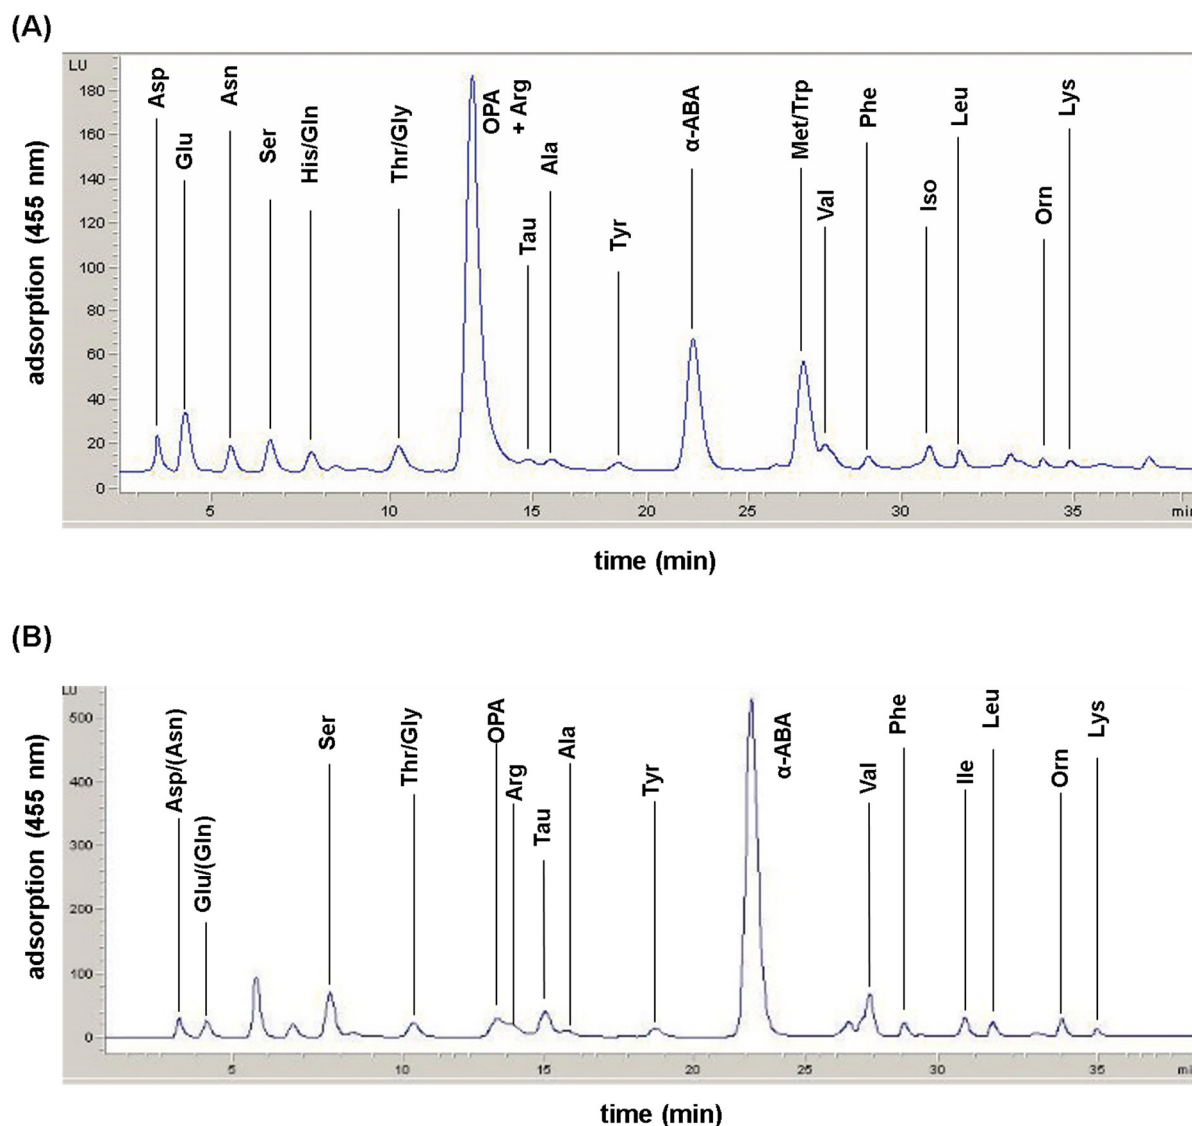 (A)
LU
180
160
140
120
100
80
60
40
20
0
adsorption (455 nm)
Asp
Glu
Asn
Ser
His/Gln
Thr/Gly
OPA
+ Arg
Tau
Ala
Tyr
α-ABA
Met/Trp
Val
Phe
Iso
Leu
Orn
Lys
5 10 15 20 25 30 35 min
time (min)
(B)
LU
500
400
300
200
100
0
adsorption (455 nm)
Asp/(Asn)
Glu/(Gln)
Ser
Thr/Gly
OPA
Arg
Tau
Ala
Tyr
α-ABA
Val
Phe
Ile
Leu
Orn
Lys
5 10 15 20 25 30 35
time (min)